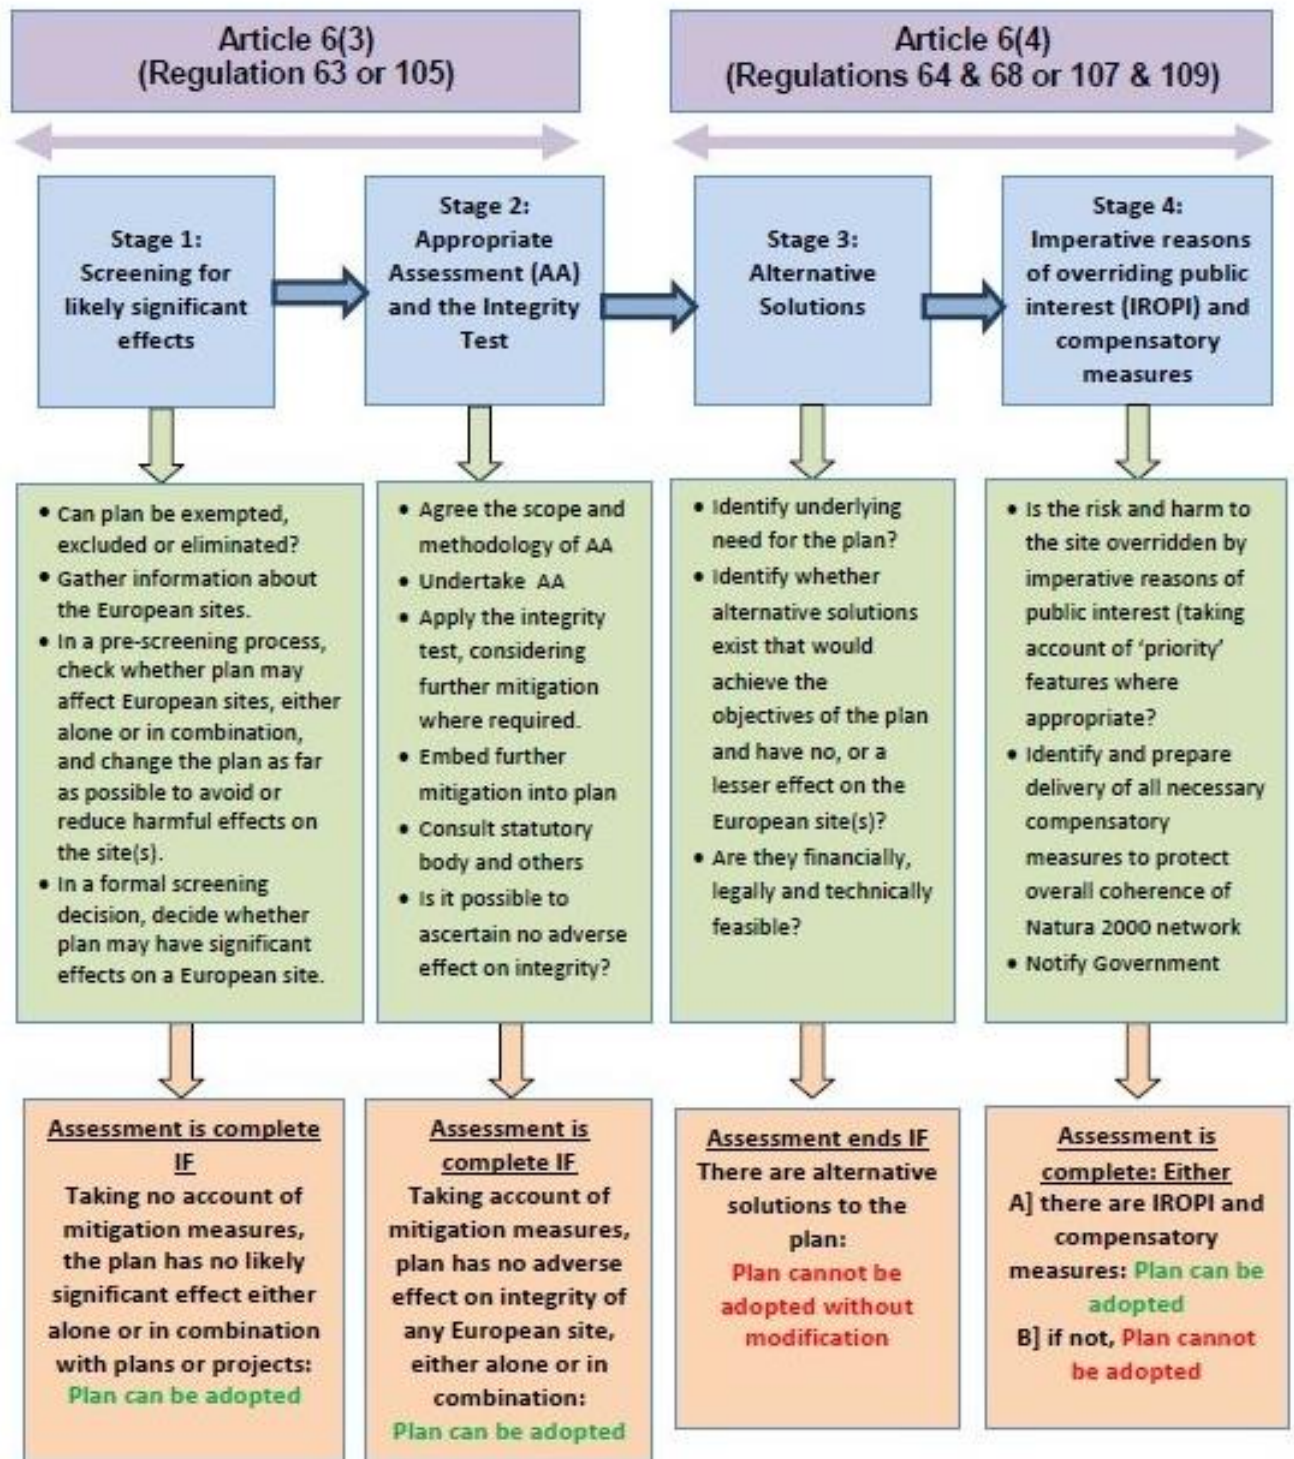 Article 6(3)
(Regulation 63 or 105)
Article 6(4)
(Regulations 64 & 68 or 107 & 109)
Stage 1:
Screening for
likely significant
effects
Stage 2:
Appropriate
Assessment (AA)
and the Integrity
Test
Stage 3:
Alternative
Solutions
Stage 4:
Imperative reasons
of overriding public
interest (IROPI) and
compensatory
measures
• Can plan be exempted,
excluded or eliminated?
• Gather information about
the European sites.
• In a pre-screening process,
check whether plan may
affect European sites, either
alone or in combination,
and change the plan as far
as possible to avoid or
reduce harmful effects on
the site(s).
• In a formal screening
decision, decide whether
plan may have significant
effects on a European site.
• Agree the scope and
methodology of AA
• Undertake AA
• Apply the integrity
test, considering
further mitigation
where required.
• Embed further
mitigation into plan
• Consult statutory
body and others
• Is it possible to
ascertain no adverse
effect on integrity?
• Identify underlying
need for the plan?
• Identify whether
alternative solutions
exist that would
achieve the
objectives of the plan
and have no, or a
lesser effect on the
European site(s)?
• Are they financially,
legally and technically
feasible?
• Is the risk and harm to
the site overridden by
imperative reasons of
public interest (taking
account of ‘priority’
features where
appropriate?
• Identify and prepare
delivery of all necessary
compensatory
measures to protect
overall coherence of
Natura 2000 network
• Notify Government
Assessment is complete
IF
Taking no account of
mitigation measures,
the plan has no likely
significant effect either
alone or in combination
with plans or projects:
Plan can be adopted
Assessment is
complete IF
Taking account of
mitigation measures,
plan has no adverse
effect on integrity of
any European site,
either alone or in
combination:
Plan can be adopted
Assessment ends IF
There are alternative
solutions to the
plan:
Plan cannot be
adopted without
modification
Assessment is
complete: Either
A] there are IROPI and
compensatory
measures: Plan can be
adopted
B] if not, Plan cannot
be adopted